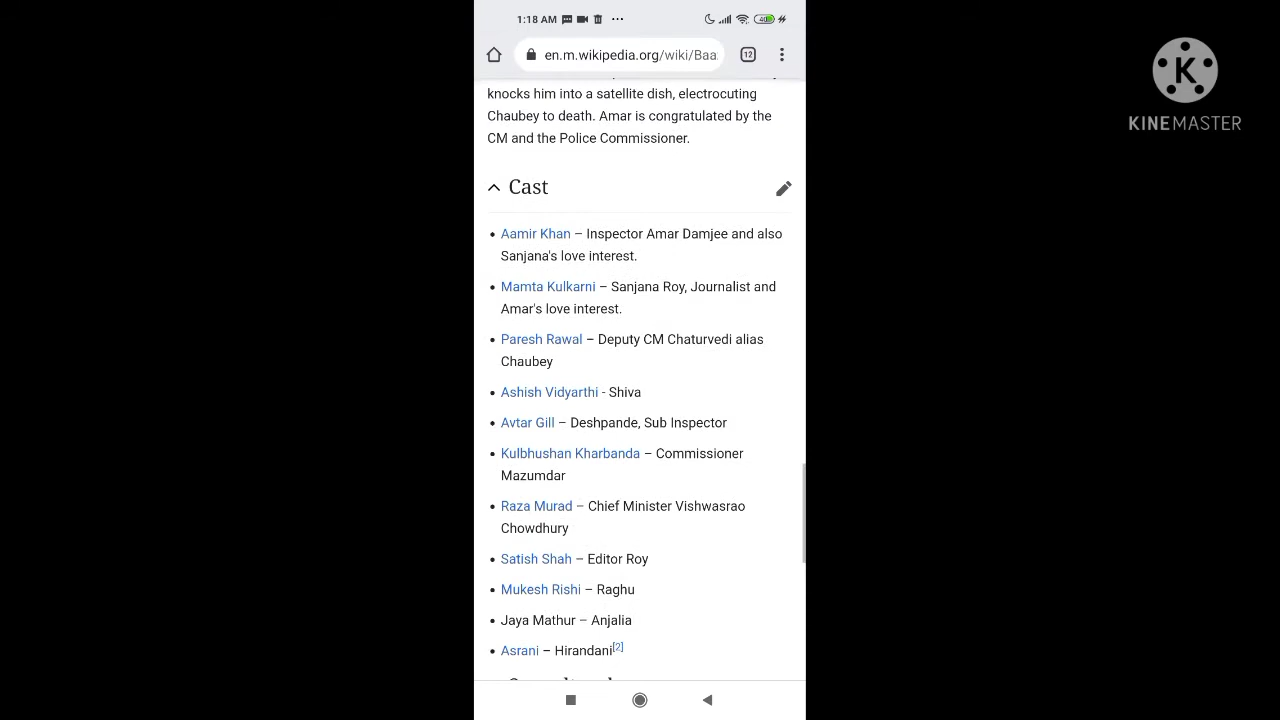 1:18 AM
40
en.m.wikipedia.org/wiki/Baa
12
K
KINEMASTER
knocks him into a satellite dish, electrocuting
Chaubey to death. Amar is congratulated by the
CM and the Police Commissioner.
Cast
• Aamir Khan – Inspector Amar Damjee and also
Sanjana's love interest.
• Mamta Kulkarni – Sanjana Roy, Journalist and
Amar's love interest.
• Paresh Rawal – Deputy CM Chaturvedi alias
Chaubey
• Ashish Vidyarthi - Shiva
• Avtar Gill – Deshpande, Sub Inspector
• Kulbhushan Kharbanda – Commissioner
Mazumdar
• Raza Murad – Chief Minister Vishwasrao
Chowdhury
• Satish Shah – Editor Roy
• Mukesh Rishi – Raghu
• Jaya Mathur – Anjalia
• Asrani – Hirandani[2]